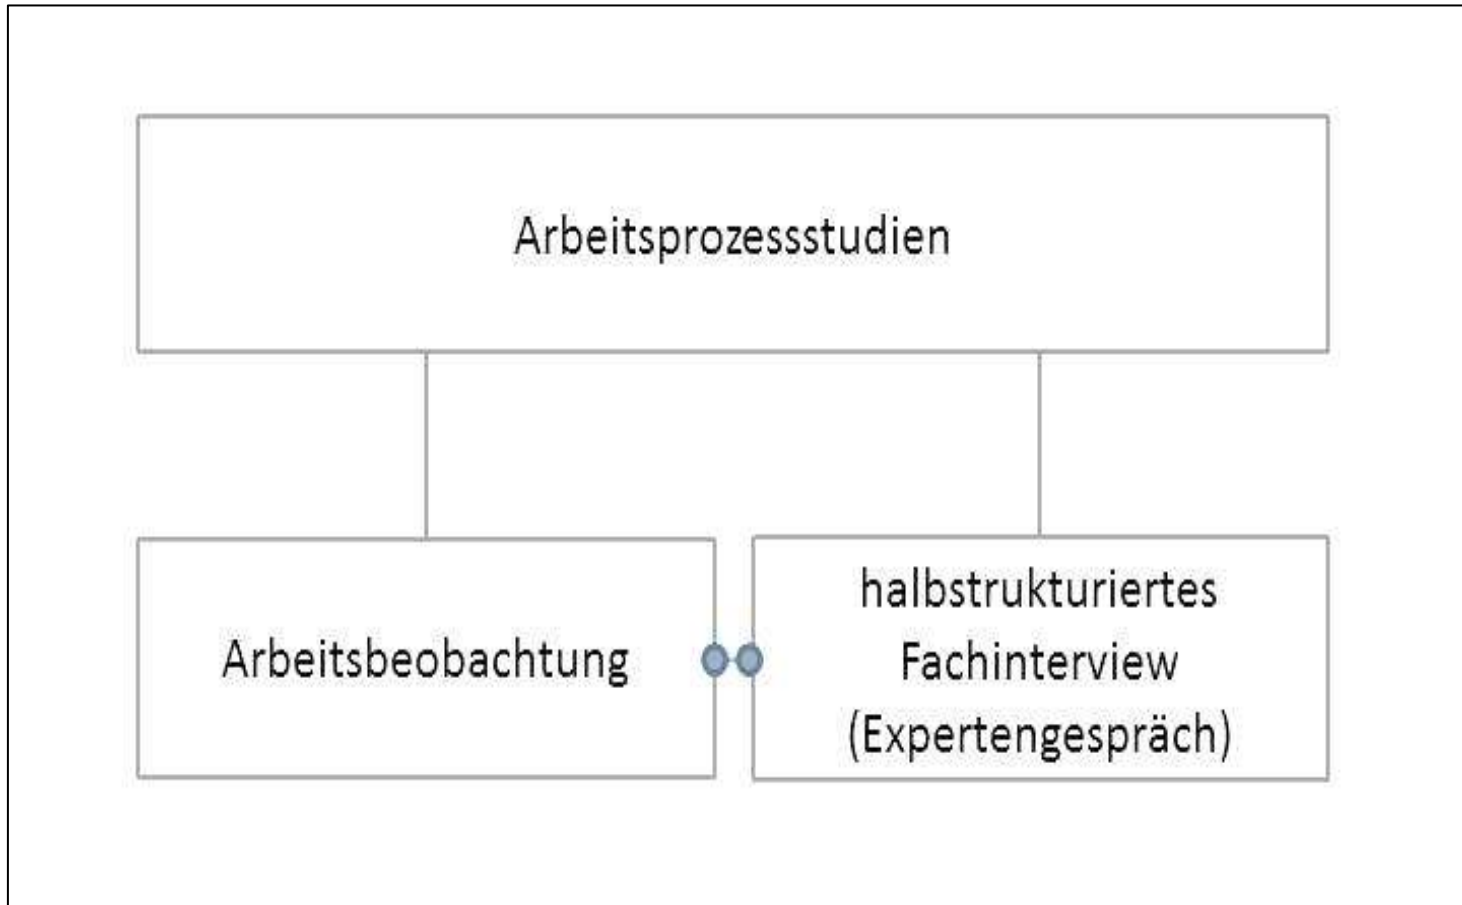 Arbeitsprozessstudien
Arbeitsbeobachtung
halbstrukturiertes
Fachinterview
(Expertengespräch)